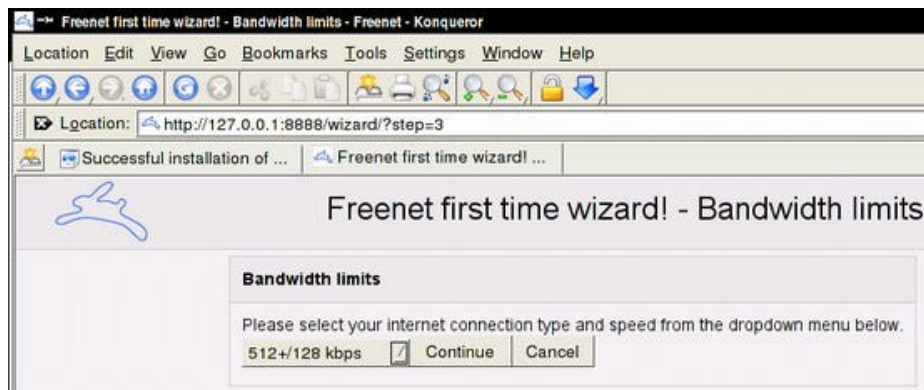 Freenet first time wizard! - Bandwidth limits - Freenet - Konqueror
Location Edit View Go Bookmarks Tools Settings Window Help
Location: http://127.0.0.1:8888/wizard/?step=3
Successful installation of ... Freenet first time wizard! ...
Freenet first time wizard! - Bandwidth limits
Bandwidth limits
Please select your internet connection type and speed from the dropdown menu below.
512+/128 kbps Continue Cancel